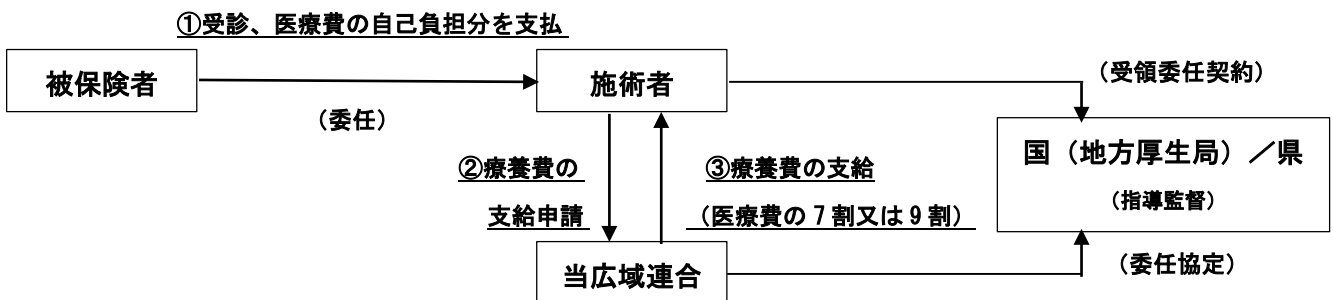 ①受診、医療費の自己負担分を支払
被保険者
施術者
(受領委任契約)
(委任)
国(地方厚生局)/県
(指導監督)
②療養費の
支給申請
③療養費の支給
(医療費の7割又は9割)
当広域連合
(委任協定)